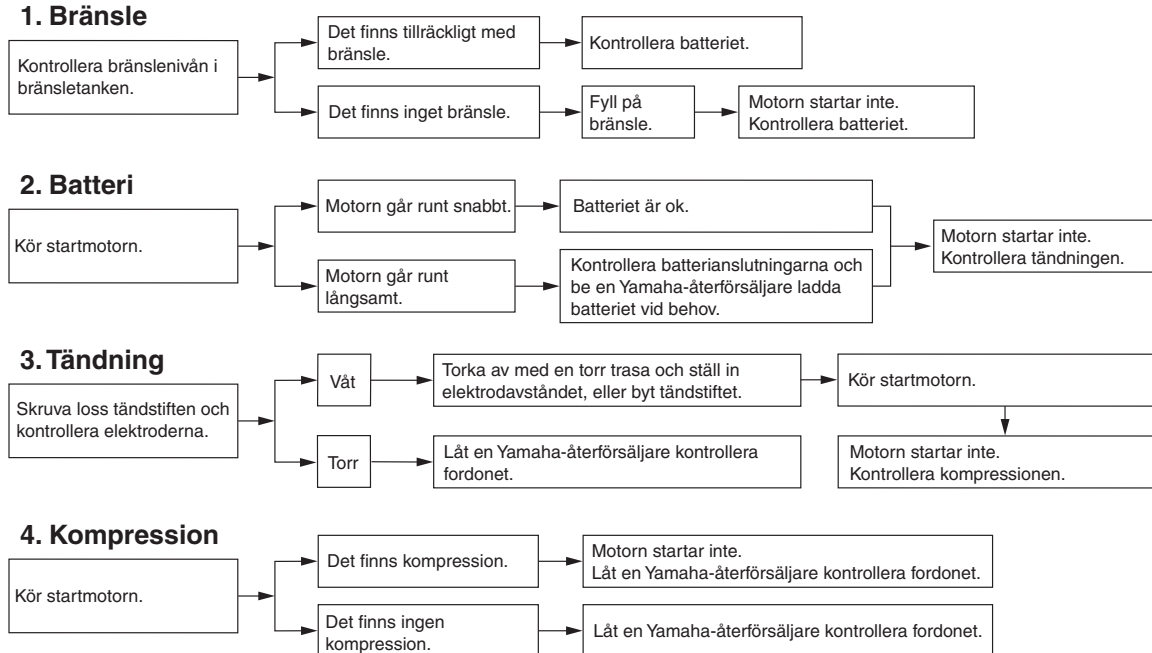 1. Bränsle
Kontrollera bränslenivån i
bränsletanken.
Det finns tillräckligt med
bränsle.
Kontrollera batteriet.
Det finns inget bränsle.
Fyll på
bränsle.
Motorn startar inte.
Kontrollera batteriet.
2. Batteri
Kör startmotorn.
Motorn går runt snabbt.
Batteriet är ok.
Motorn går runt
långsamt.
Kontrollera batterianslutningarna och
be en Yamaha-återförsäljare ladda
batteriet vid behov.
Motorn startar inte.
Kontrollera tändningen.
3. Tändning
Skruva loss tändstiften och
kontrollera elektroderna.
Våt
Torka av med en torr trasa och ställ in
elektrodavståndet, eller byt tändstiftet.
Kör startmotorn.
Torr
Låt en Yamaha-återförsäljare kontrollera
fordonet.
Motorn startar inte.
Kontrollera kompressionen.
4. Kompression
Kör startmotorn.
Det finns kompression.
Motorn startar inte.
Låt en Yamaha-återförsäljare kontrollera fordonet.
Det finns ingen
kompression.
Låt en Yamaha-återförsäljare kontrollera fordonet.